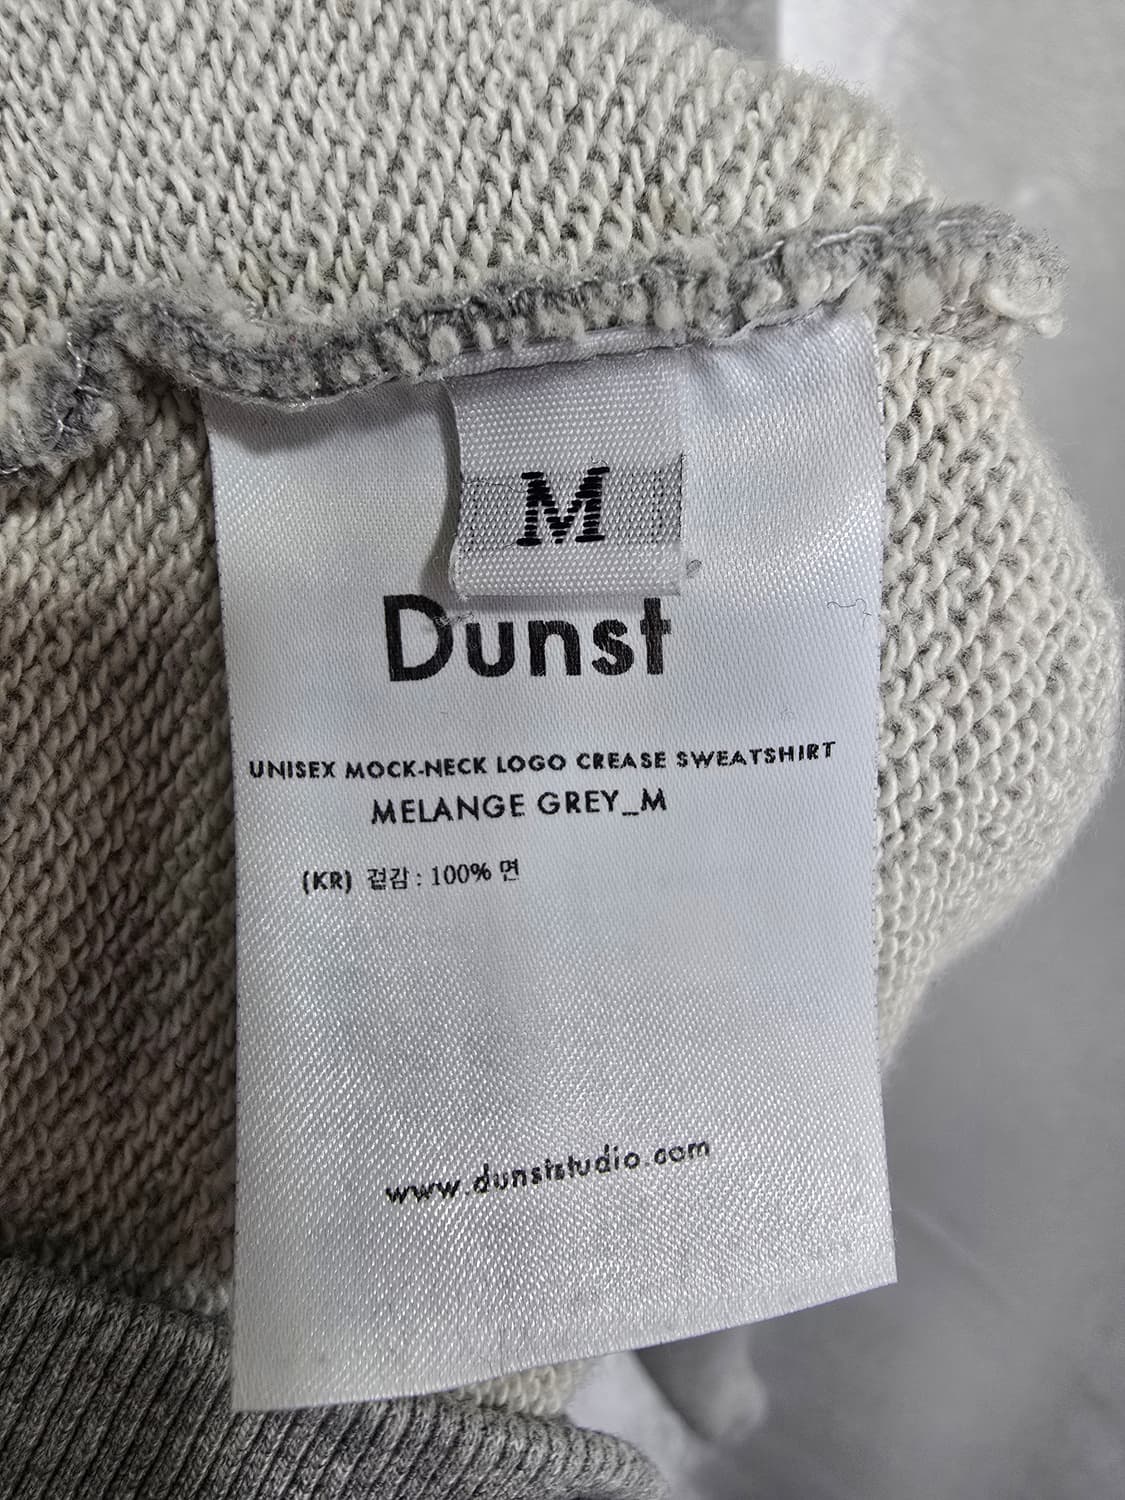 M
Dunst
UNISEX MOCK-NECK LOGO CREASE SWEATSHIRT
MELANGE GREY_M
(KR) 겉감 : 100% 면
www.dunststudio.com